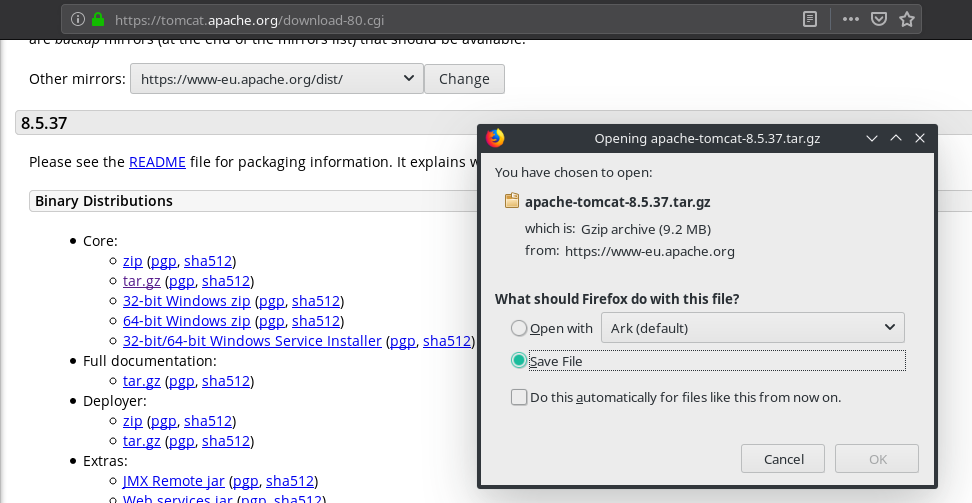 https://tomcat.apache.org/download-80.cgi
are backup mirrors (at the end of the mirrors list) that should be available.
Other mirrors: https://www-eu.apache.org/dist/ Change
8.5.37
Please see the README file for packaging information. It explains
Binary Distributions
Core:
zip (pgp, sha512)
tar.gz (pgp, sha512)
32-bit Windows zip (pgp, sha512)
64-bit Windows zip (pgp, sha512)
32-bit/64-bit Windows Service Installer (pgp, sha512)
Full documentation:
tar.gz (pgp, sha512)
Deployer:
zip (pgp, sha512)
tar.gz (pgp, sha512)
Extras:
JMX Remote jar (pgp, sha512)
Web services jar (pgp, sha512)
Opening apache-tomcat-8.5.37.tar.gz
You have chosen to open:
apache-tomcat-8.5.37.tar.gz
which is: Gzip archive (9.2 MB)
from: https://www-eu.apache.org
What should Firefox do with this file?
Open with Ark (default)
Save File
Do this automatically for files like this from now on.
Cancel OK